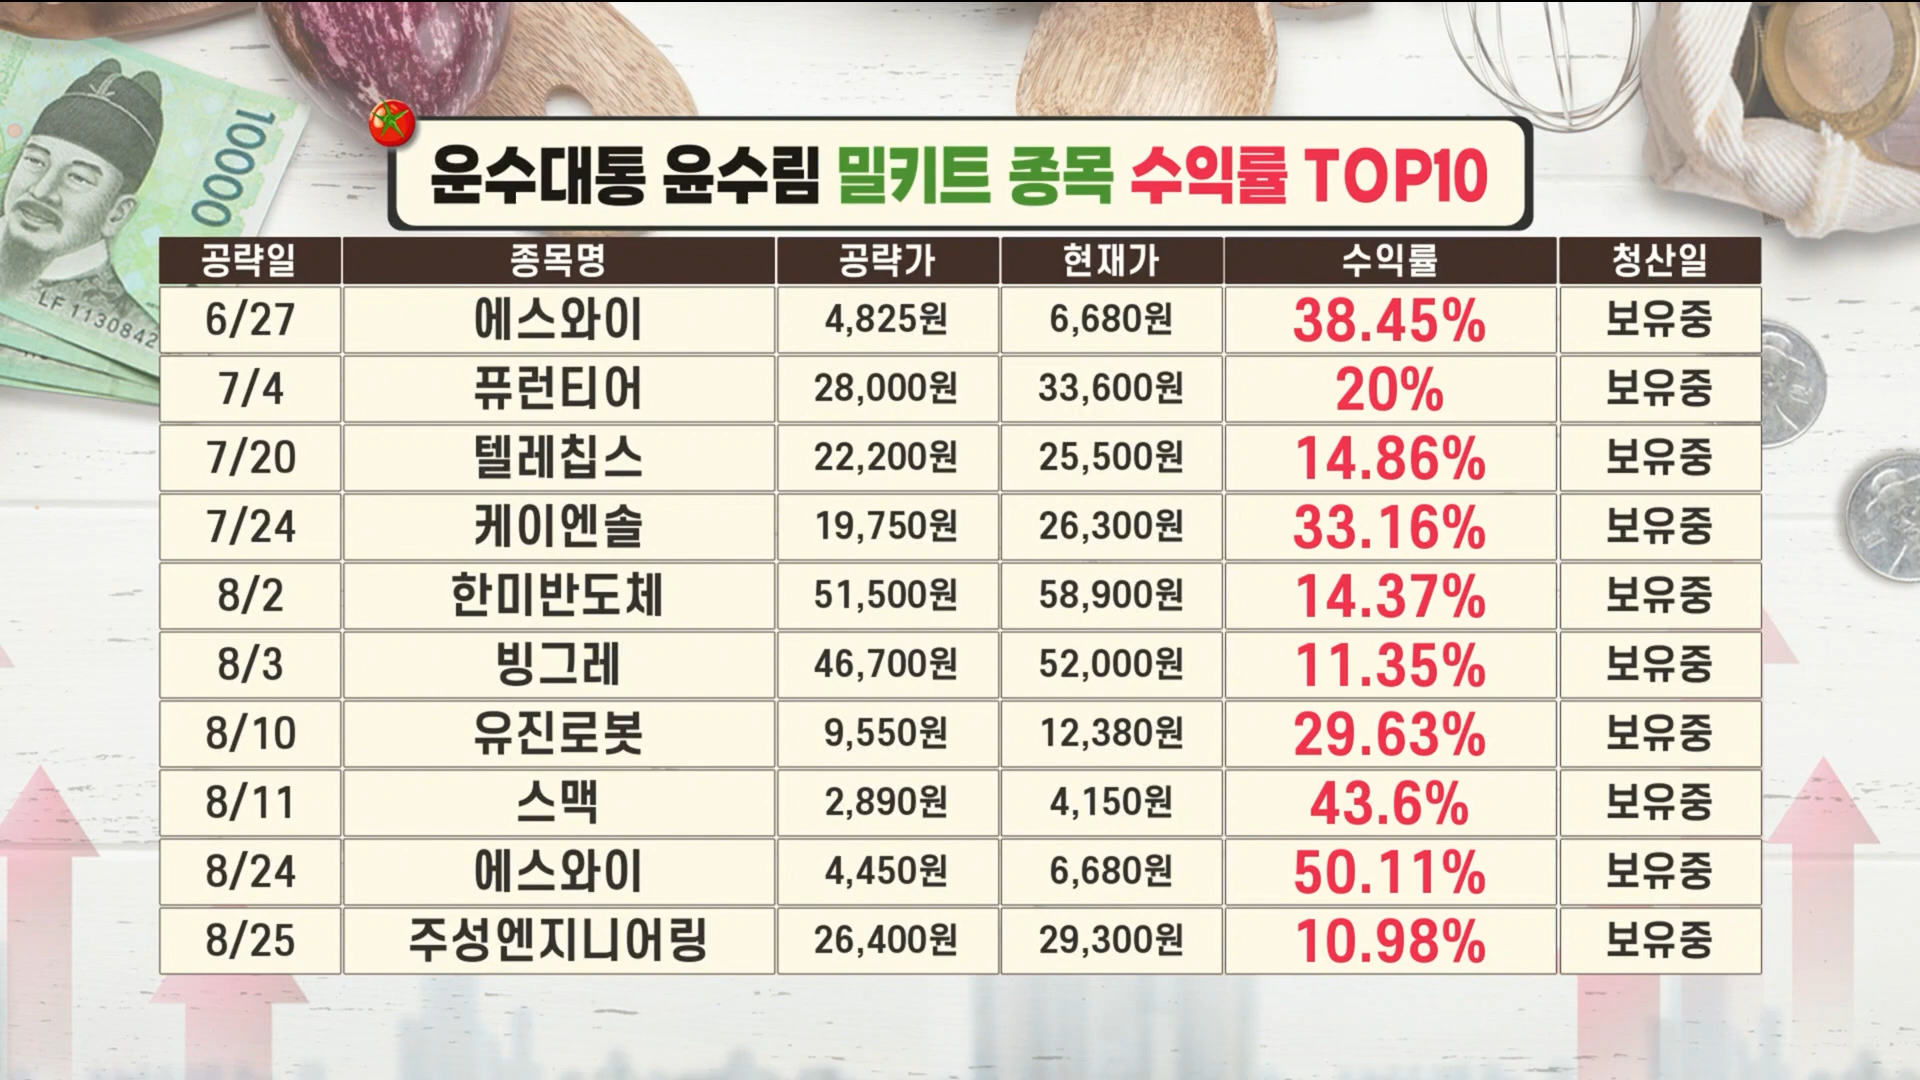 운수대통 윤수림 밀키트 종목 수익률 TOP10
공략일 종목명 공략가 현재가 수익률 청산일
6/27 에스와이 4,825원 6,680원 38.45% 보유중
7/4 퓨런티어 28,000원 33,600원 20% 보유중
7/20 텔레칩스 22,200원 25,500원 14.86% 보유중
7/24 케이엔솔 19,750원 26,300원 33.16% 보유중
8/2 한미반도체 51,500원 58,900원 14.37% 보유중
8/3 빙그레 46,700원 52,000원 11.35% 보유중
8/10 유진로봇 9,550원 12,380원 29.63% 보유중
8/11 스맥 2,890원 4,150원 43.6% 보유중
8/24 에스와이 4,450원 6,680원 50.11% 보유중
8/25 주성엔지니어링 26,400원 29,300원 10.98% 보유중
10000
LF 1130842